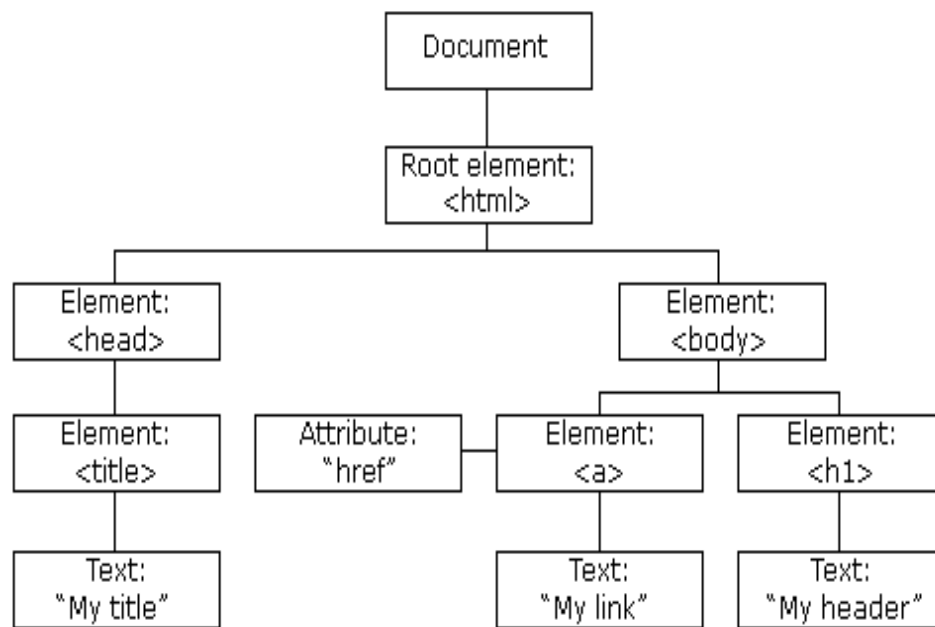 Document
Root element:
<html>
Element:
<head>
Element:
<body>
Element:
<title>
Attribute:
“href”
Element:
<a>
Element:
<h1>
Text:
“My title”
Text:
“My link”
Text:
“My header”